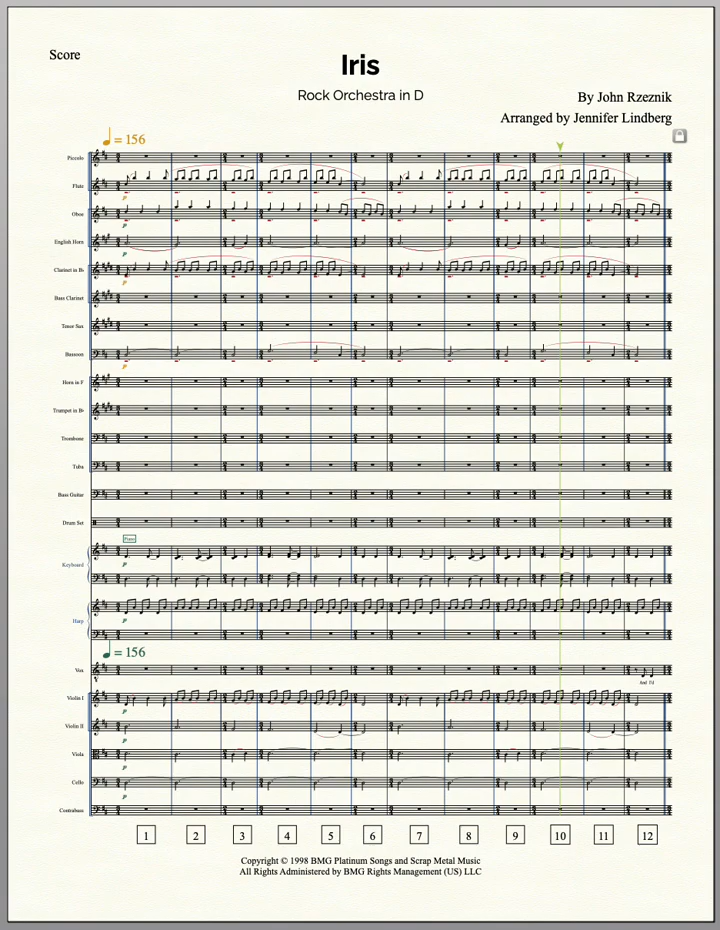 Score
Iris
Rock Orchestra in D
By John Rzeznik
Arranged by Jennifer Lindberg
= 156
Piccolo
Flute
p
Oboe
p
English Horn
p
Clarinet in B♭
p
Bass Clarinet
Tenor Sax
Bassoon
p
Horn in F
Trumpet in B♭
Trombone
Tuba
Bass Guitar
Drum Set
Piano
Keyboard
p
Harp
p
= 156
Vox
And I'd
Violin I
p
Violin II
p
Viola
p
Cello
p
Contrabass
1 2 3 4 5 6 7 8 9 10 11 12
Copyright © 1998 BMG Platinum Songs and Scrap Metal Music
All Rights Administered by BMG Rights Management (US) LLC